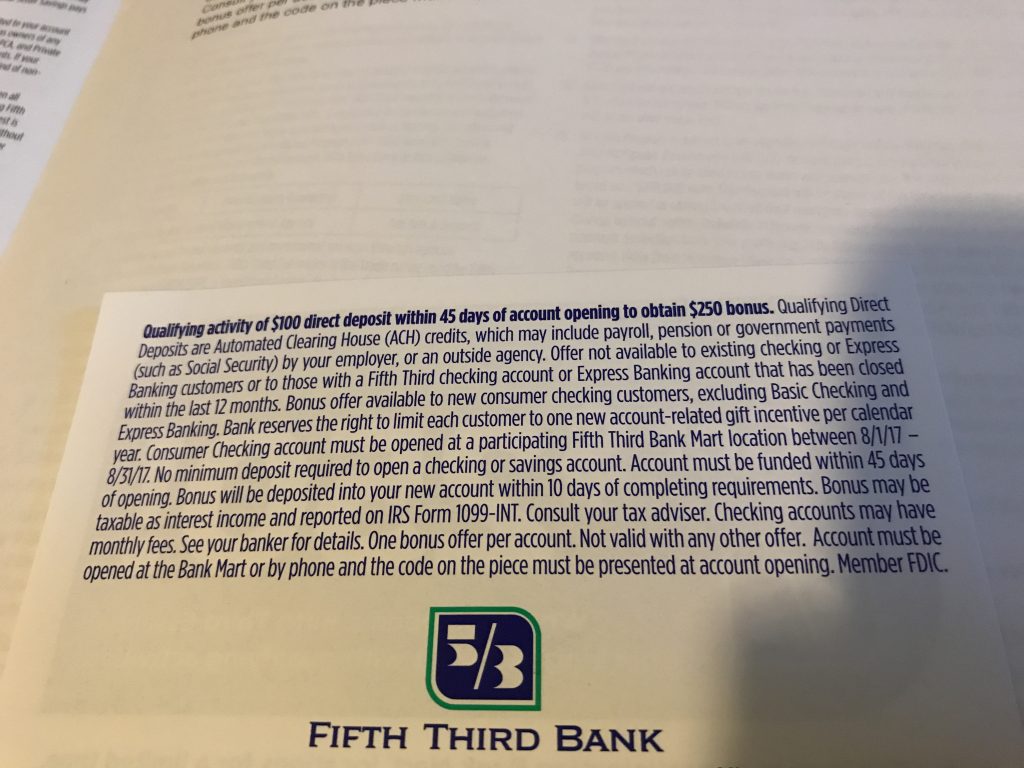 bonus offer per
phone and the code on the piece
Qualifying activity of $100 direct deposit within 45 days of account opening to obtain $250 bonus. Qualifying Direct
Deposits are Automated Clearing House (ACH) credits, which may include payroll, pension or government payments
(such as Social Security) by your employer, or an outside agency. Offer not available to existing checking or Express
Banking customers or to those with a Fifth Third checking account or Express Banking account that has been closed
within the last 12 months. Bonus offer available to new consumer checking customers, excluding Basic Checking and
Express Banking. Bank reserves the right to limit each customer to one new account-related gift incentive per calendar
year. Consumer Checking account must be opened at a participating Fifth Third Bank Mart location between 8/1/17 –
8/31/17. No minimum deposit required to open a checking or savings account. Account must be funded within 45 days
of opening. Bonus will be deposited into your new account within 10 days of completing requirements. Bonus may be
taxable as interest income and reported on IRS Form 1099-INT. Consult your tax adviser. Checking accounts may have
monthly fees. See your banker for details. One bonus offer per account. Not valid with any other offer. Account must be
opened at the Bank Mart or by phone and the code on the piece must be presented at account opening. Member FDIC.
5/3
FIFTH THIRD BANK